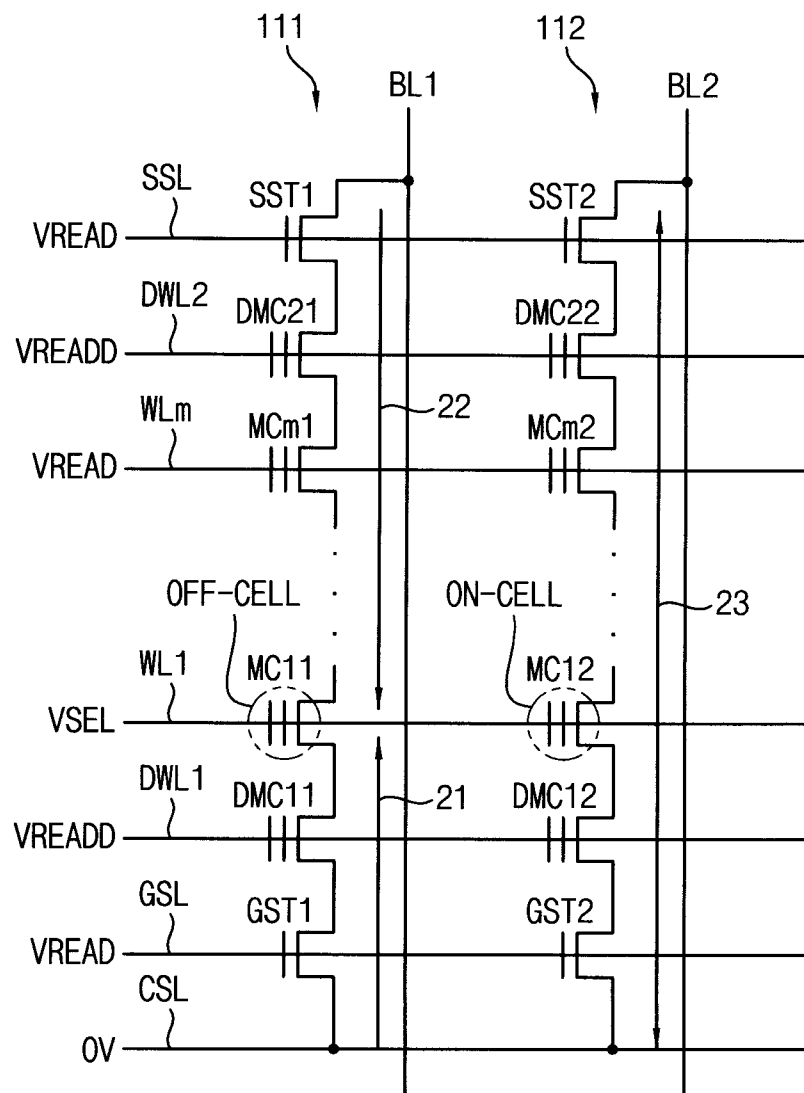 111 112
BL1 BL2
SSL SST1 SST2
VREAD
DWL2 DMC21 DMC22
VREADD
22
WLm MCm1 MCm2
VREAD
OFF-CELL ON-CELL 23
WL1 MC11 MC12
VSEL
DWL1 DMC11 21 DMC12
VREADD
GSL GST1 GST2
VREAD
CSL
0V